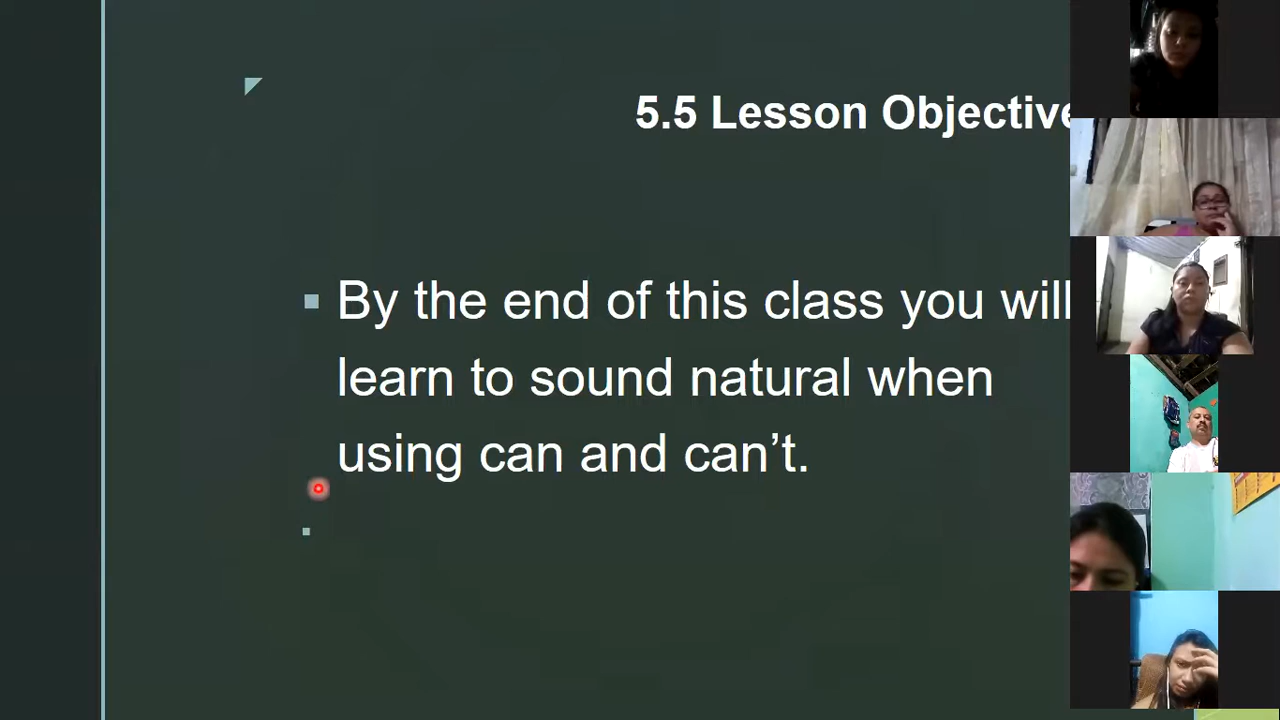 5.5 Lesson Objective
By the end of this class you will
learn to sound natural when
using can and can’t.